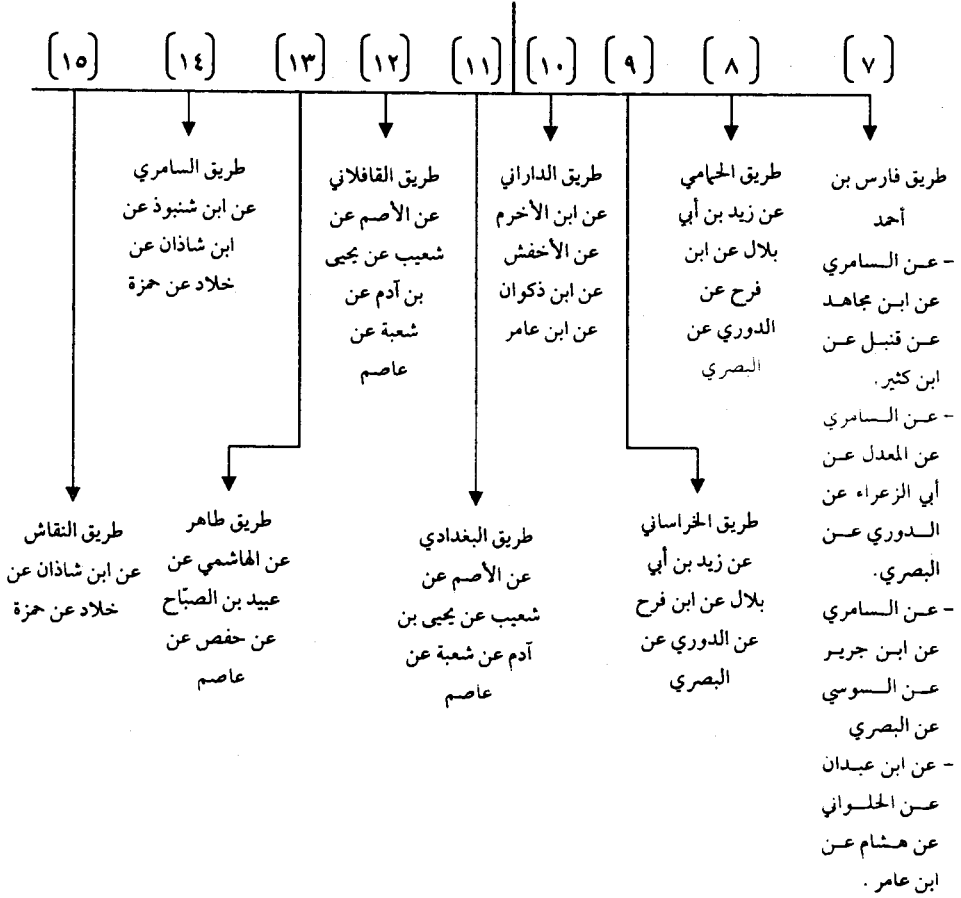 [٧] [٨] [٩] [١٠] [١١] [١٢] [١٣] [١٤] [١٥]
طريق فارس بن
أحمد
- عن السامري
عن ابن مجاهد
عن قنبل عن
ابن كثير.
- عن السامري
عن المعدل عن
أبي الزعراء عن
الدوري عن
البصري.
- عن السامري
عن ابن جرير
عن السوسي
عن البصري
- عن ابن عبدان
عن الحلواني
عن هشام عن
ابن عامر.
طريق الحمامي
عن زيد بن أبي
بلال عن ابن
فرح عن
الدوري عن
البصري
طريق الخراساني
عن زيد بن أبي
بلال عن ابن فرح
عن الدوري عن
البصري
طريق الداراني
عن ابن الأخرم
عن الأخفش
عن ابن ذكوان
عن ابن عامر
طريق البغدادي
عن الأصم عن
شعيب عن يحيى بن
آدم عن شعبة عن
عاصم
طريق القافلاني
عن الأصم عن
شعيب عن يحيى
بن آدم عن
شعبة عن
عاصم
طريق طاهر
عن الهاشمي عن
عبيد بن الصبّاح
عن حفص عن
عاصم
طريق السامري
عن ابن شنبوذ عن
ابن شاذان عن
خلاد عن حمزة
طريق النقاش
عن ابن شاذان عن
خلاد عن حمزة